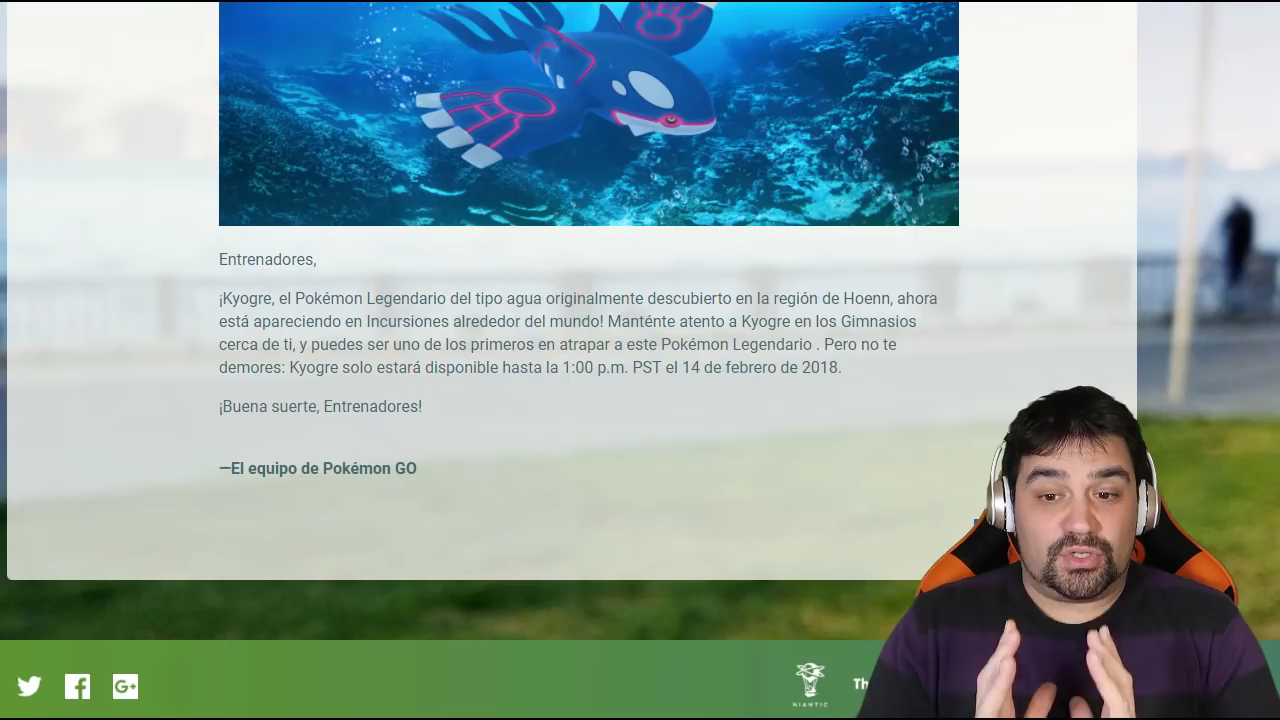 Entrenadores,
¡Kyogre, el Pokémon Legendario del tipo agua originalmente descubierto en la región de Hoenn, ahora
está apareciendo en Incursiones alrededor del mundo! Manténte atento a Kyogre en los Gimnasios
cerca de ti, y puedes ser uno de los primeros en atrapar a este Pokémon Legendario . Pero no te
demores: Kyogre solo estará disponible hasta la 1:00 p.m. PST el 14 de febrero de 2018.
¡Buena suerte, Entrenadores!
—El equipo de Pokémon GO
G+
NIANTIC